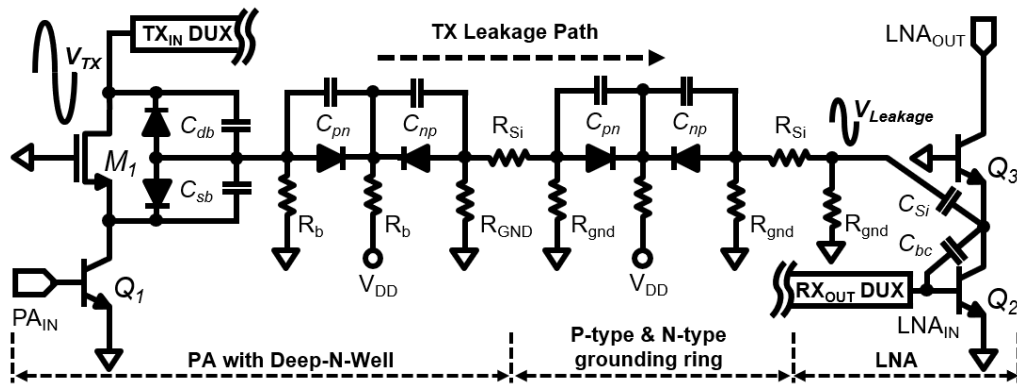 TX_IN DUX
TX Leakage Path
LNA_OUT
V_TX
C_db
C_pn
C_np
R_Si
C_pn
C_np
R_Si
V_Leakage
M_1
Q_3
C_sb
C_Si
R_b
R_b
R_GND
R_gnd
R_gnd
R_gnd
C_bc
V_DD
V_DD
Q_1
RX_OUT DUX
Q_2
PA_IN
LNA_IN
PA with Deep-N-Well
P-type & N-type
grounding ring
LNA